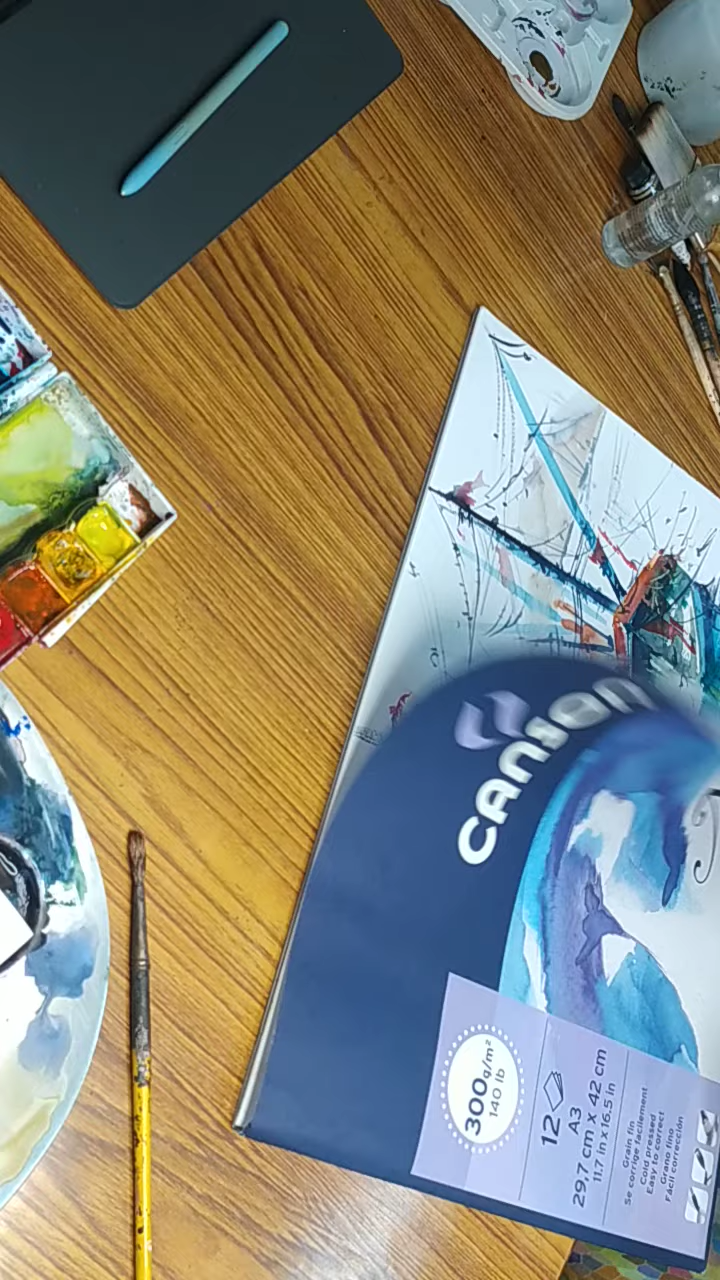 canson
300g/m²
140 lb
12
A3
29,7 cm x 42 cm
11.7 in x 16.5 in
Grain fin
Se corrige facilement
Cold pressed
Easy to correct
Grano fino
Fácil corrección